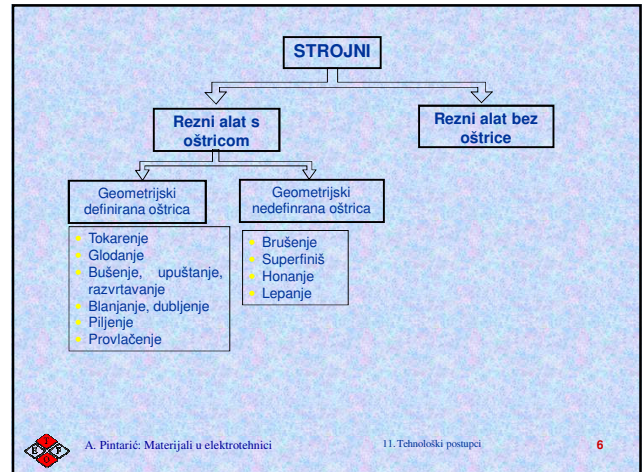 STROJNI
Rezni alat s
oštricom
Rezni alat bez
oštrice
Geometrijski
definirana oštrica
Geometrijski
nedefinrana oštrica
Tokarenje
Glodanje
Bušenje, upuštanje,
razvrtavanje
Blanjanje, dubljenje
Piljenje
Provlačenje
Brušenje
Superfiniš
Honanje
Lepanje
A. Pintarić: Materijali u elektrotehnici
11. Tehnološki postupci
6